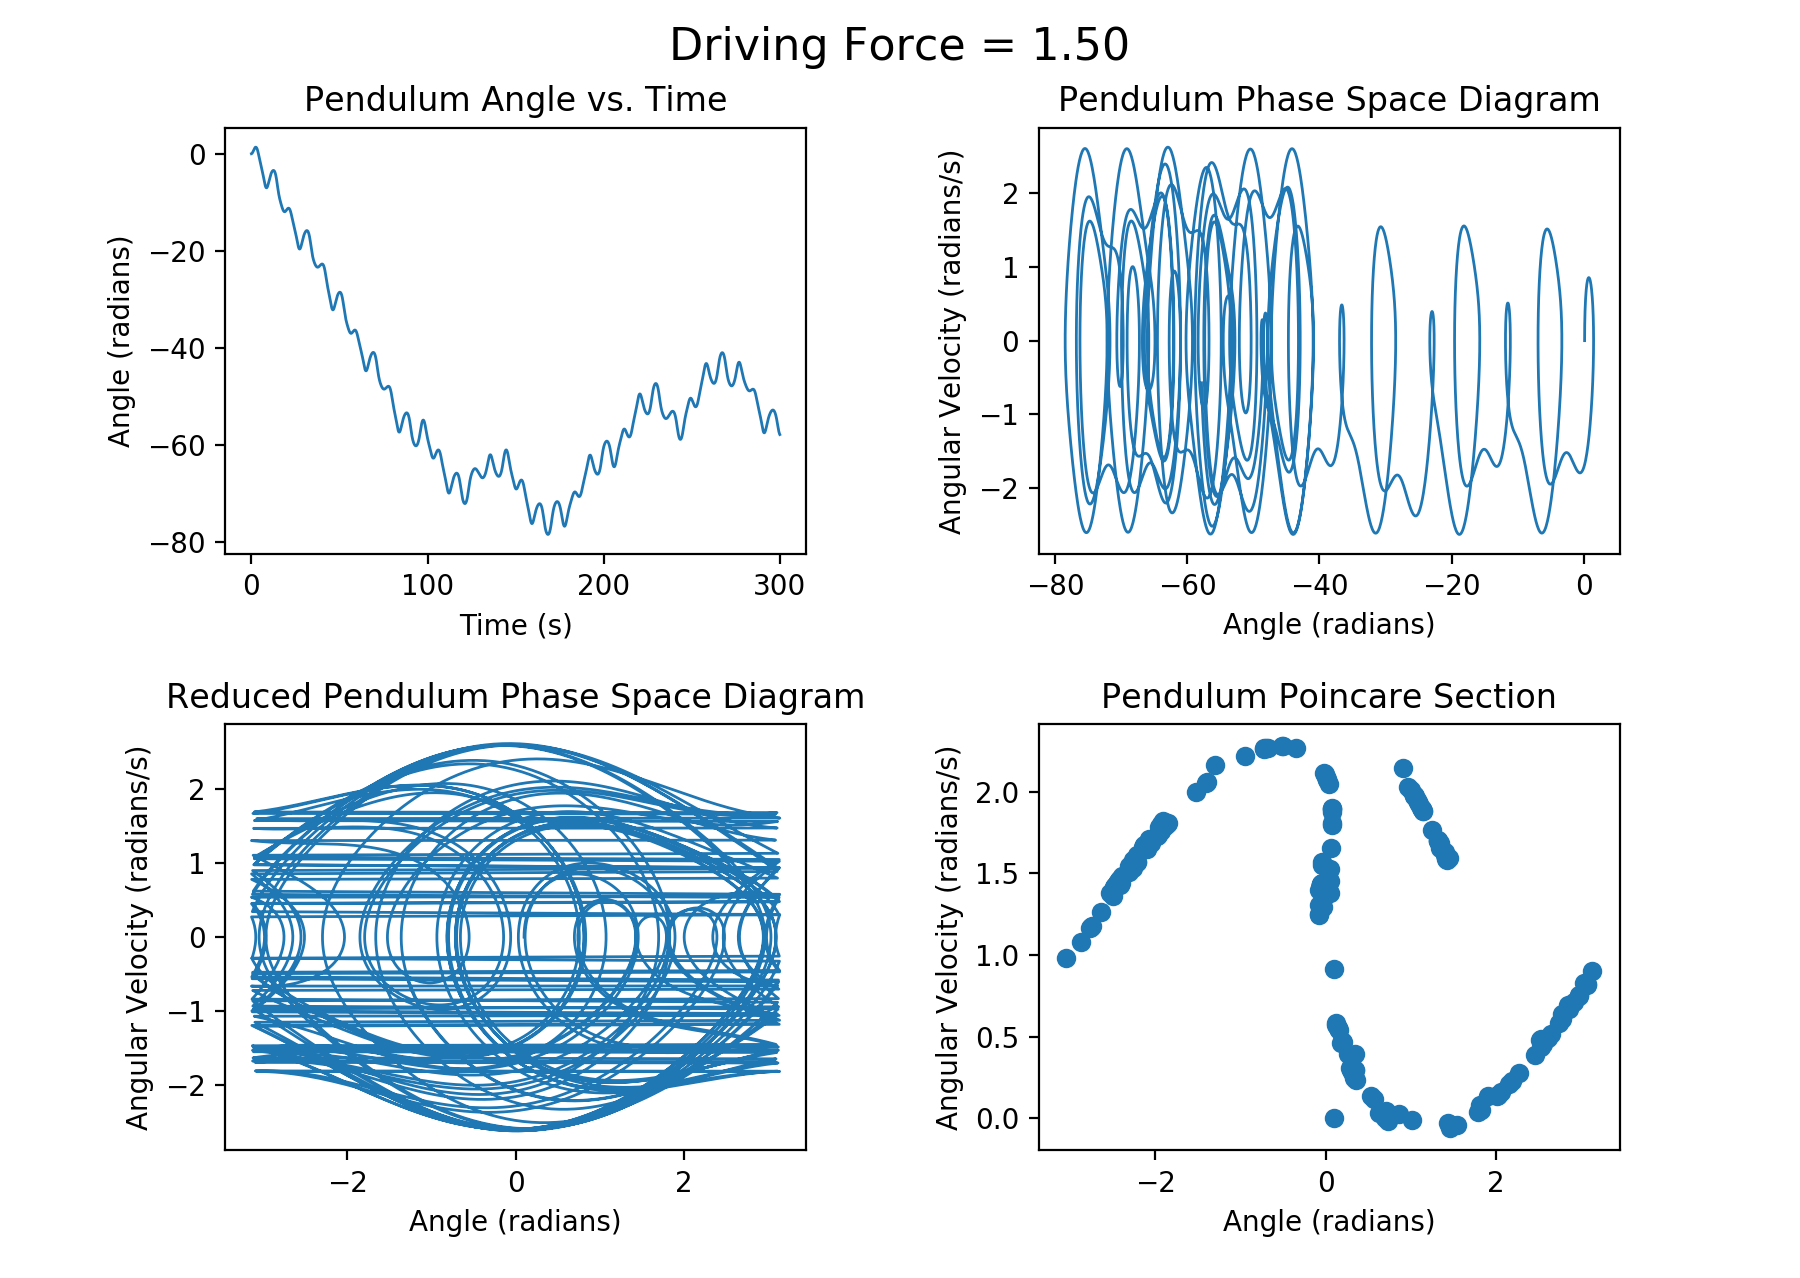 Driving Force = 1.50
Pendulum Angle vs. Time
Angle (radians)
0
−20
−40
−60
−80
0 100 200 300
Time (s)
Pendulum Phase Space Diagram
Angular Velocity (radians/s)
2
1
0
−1
−2
−80 −60 −40 −20 0
Angle (radians)
Reduced Pendulum Phase Space Diagram
Angular Velocity (radians/s)
2
1
0
−1
−2
−2 0 2
Angle (radians)
Pendulum Poincare Section
Angular Velocity (radians/s)
2.0
1.5
1.0
0.5
0.0
−2 0 2
Angle (radians)